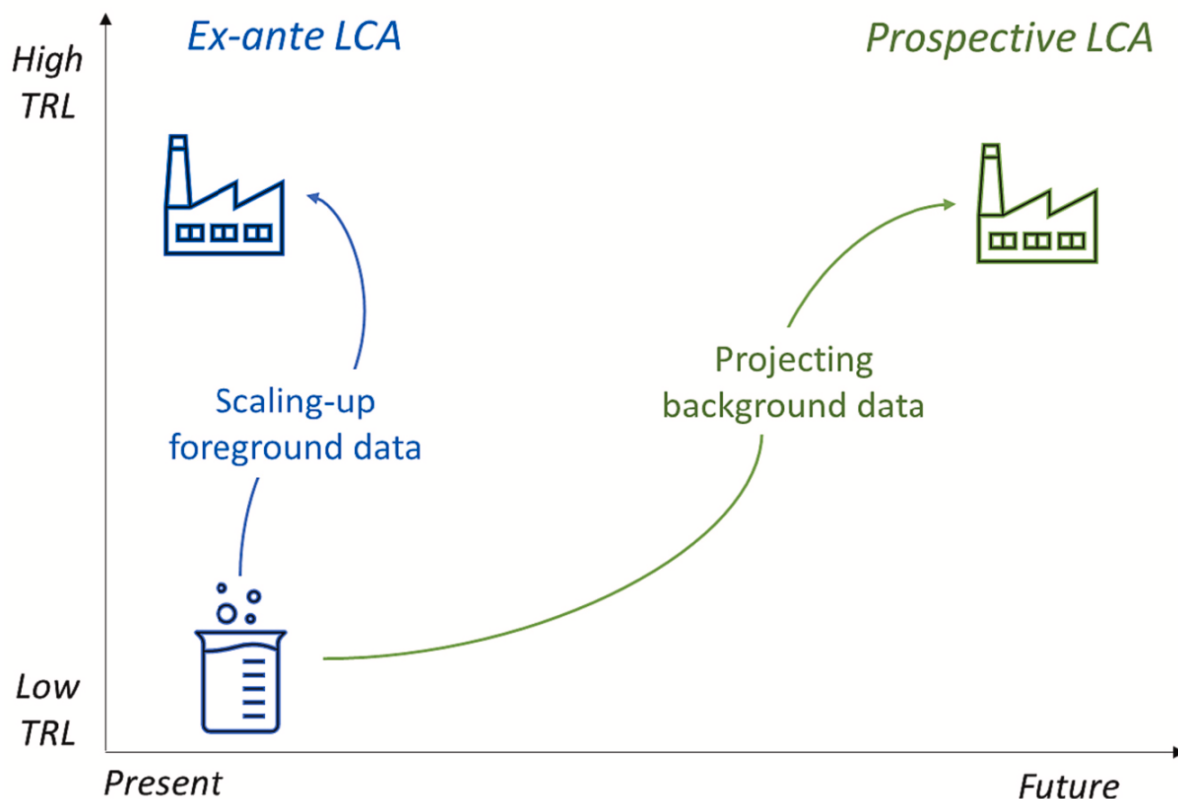 Ex-ante LCA
Prospective LCA
High
TRL
Projecting
background data
Scaling-up
foreground data
Low
TRL
Present
Future